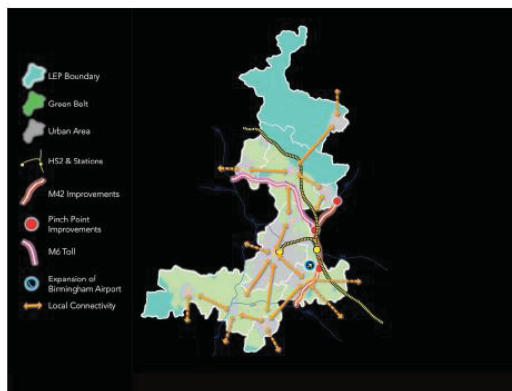 LEP Boundary
Green Belt
Urban Area
HS2 & Stations
M42 Improvements
Pinch Point
Improvements
M6 Toll
Expansion of
Birmingham Airport
Local Connectivity